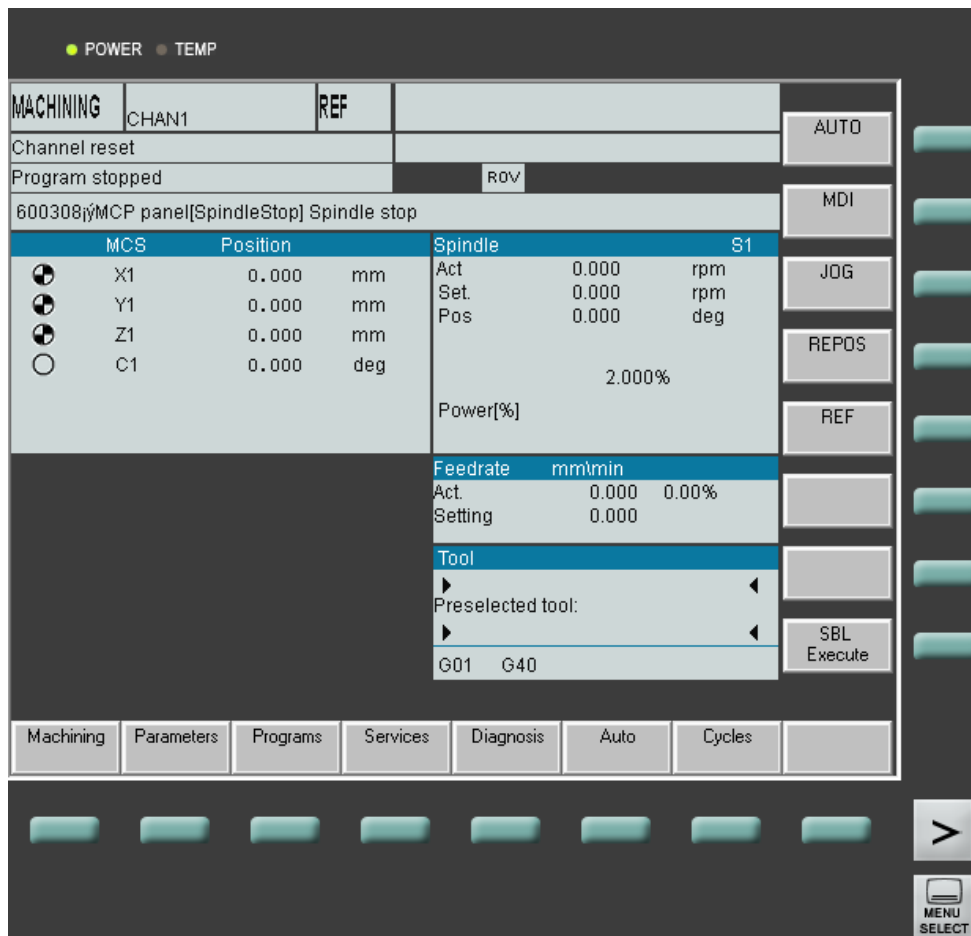 POWER TEMP
MACHINING CHAN1 REF
Channel reset
Program stopped ROV
600308¡ýMCP panel[SpindleStop] Spindle stop
MCS Position
X1 0.000 mm
Y1 0.000 mm
Z1 0.000 mm
C1 0.000 deg
Spindle S1
Act 0.000 rpm
Set. 0.000 rpm
Pos 0.000 deg
2.000%
Power[%]
Feedrate mm\min
Act. 0.000 0.00%
Setting 0.000
Tool
Preselected tool:
G01 G40
AUTO
MDI
JOG
REPOS
REF
SBL
Execute
Machining Parameters Programs Services Diagnosis Auto Cycles
>
MENU
SELECT